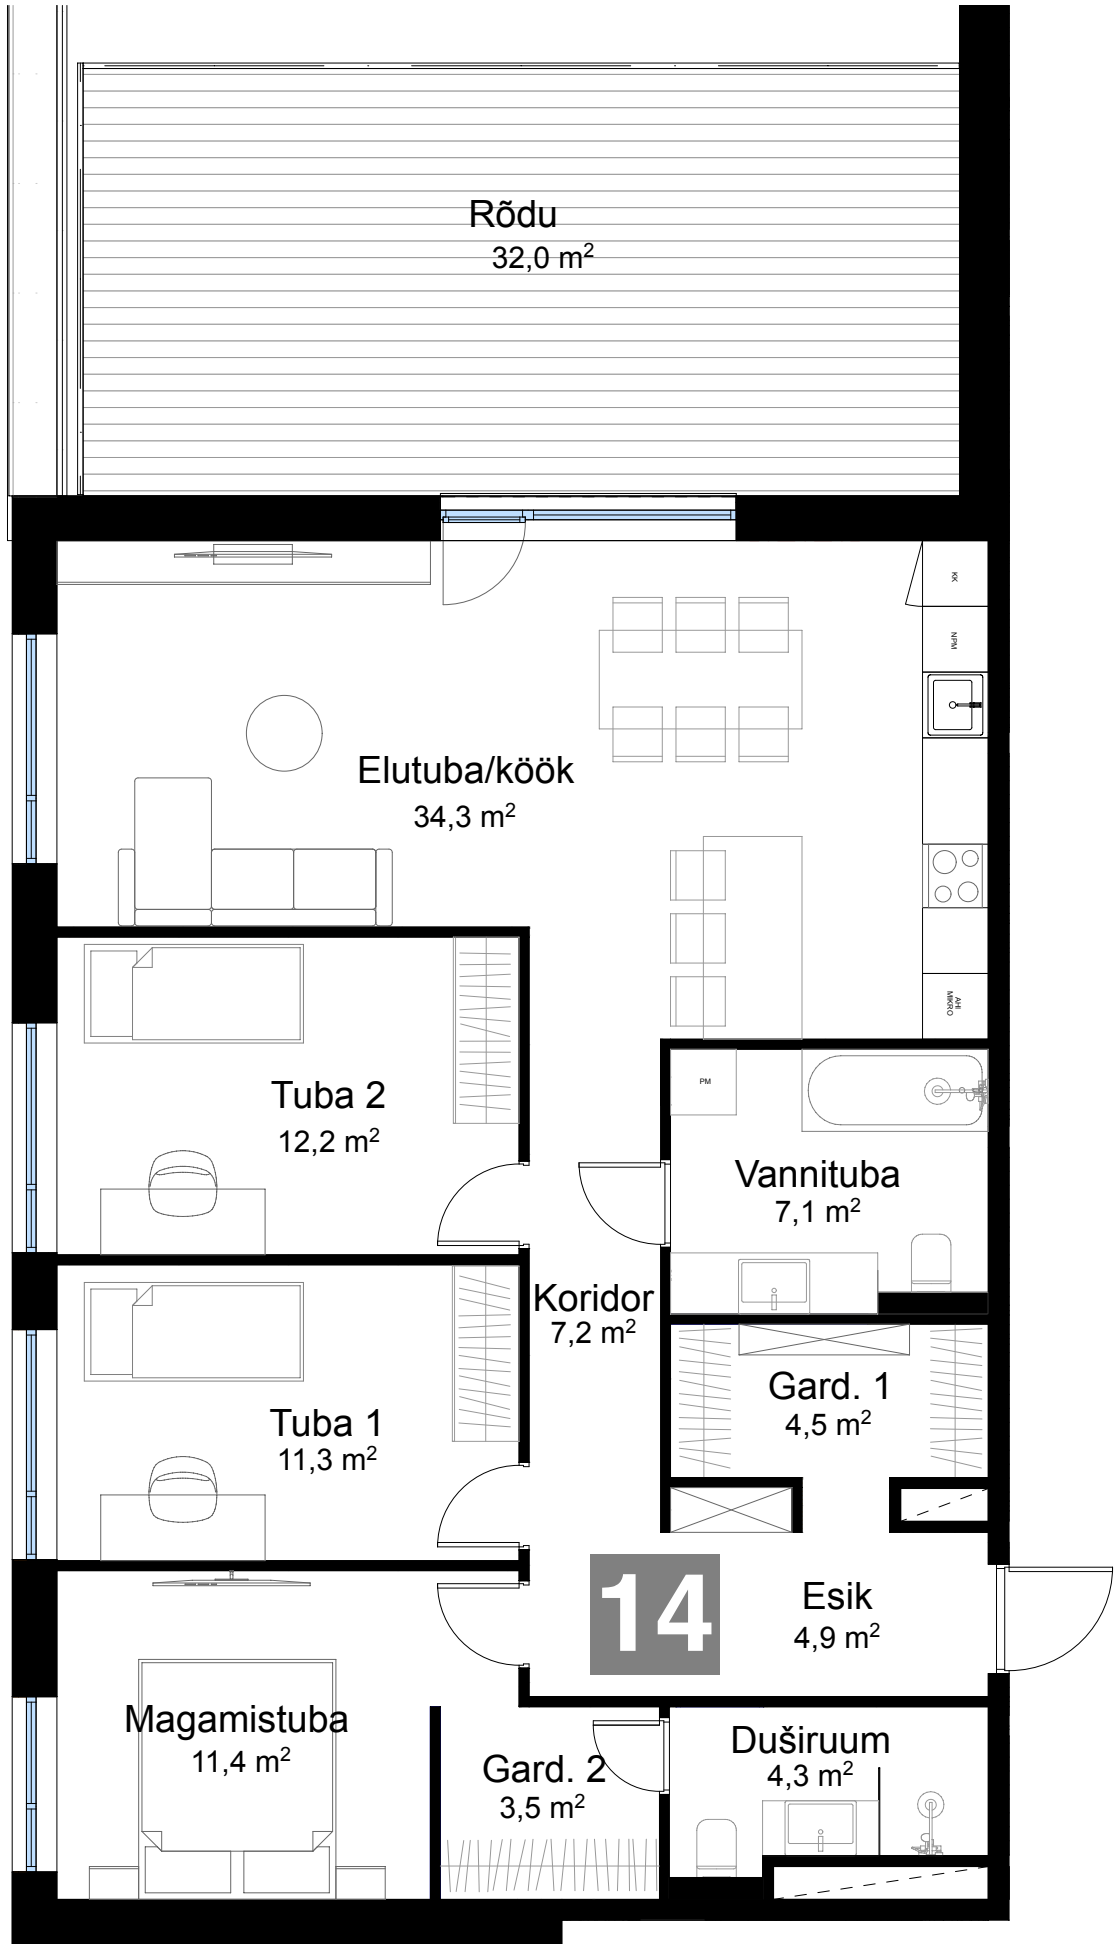 Rõdu
32,0 m²
KK
NPM
Elutuba/köök
34,3 m²
AHI
MIKRO
Tuba 2
12,2 m²
PM
Vannituba
7,1 m²
Koridor
7,2 m²
Gard. 1
4,5 m²
Tuba 1
11,3 m²
14
Esik
4,9 m²
Magamistuba
11,4 m²
Gard. 2
3,5 m²
Duširuum
4,3 m²